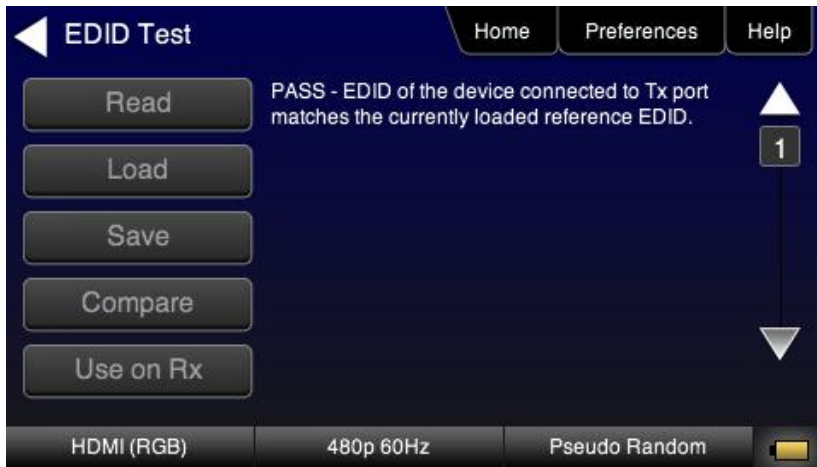 EDID Test
Home
Preferences
Help
Read
Load
Save
Compare
Use on Rx
PASS - EDID of the device connected to Tx port
matches the currently loaded reference EDID.
1
HDMI (RGB)
480p 60Hz
Pseudo Random